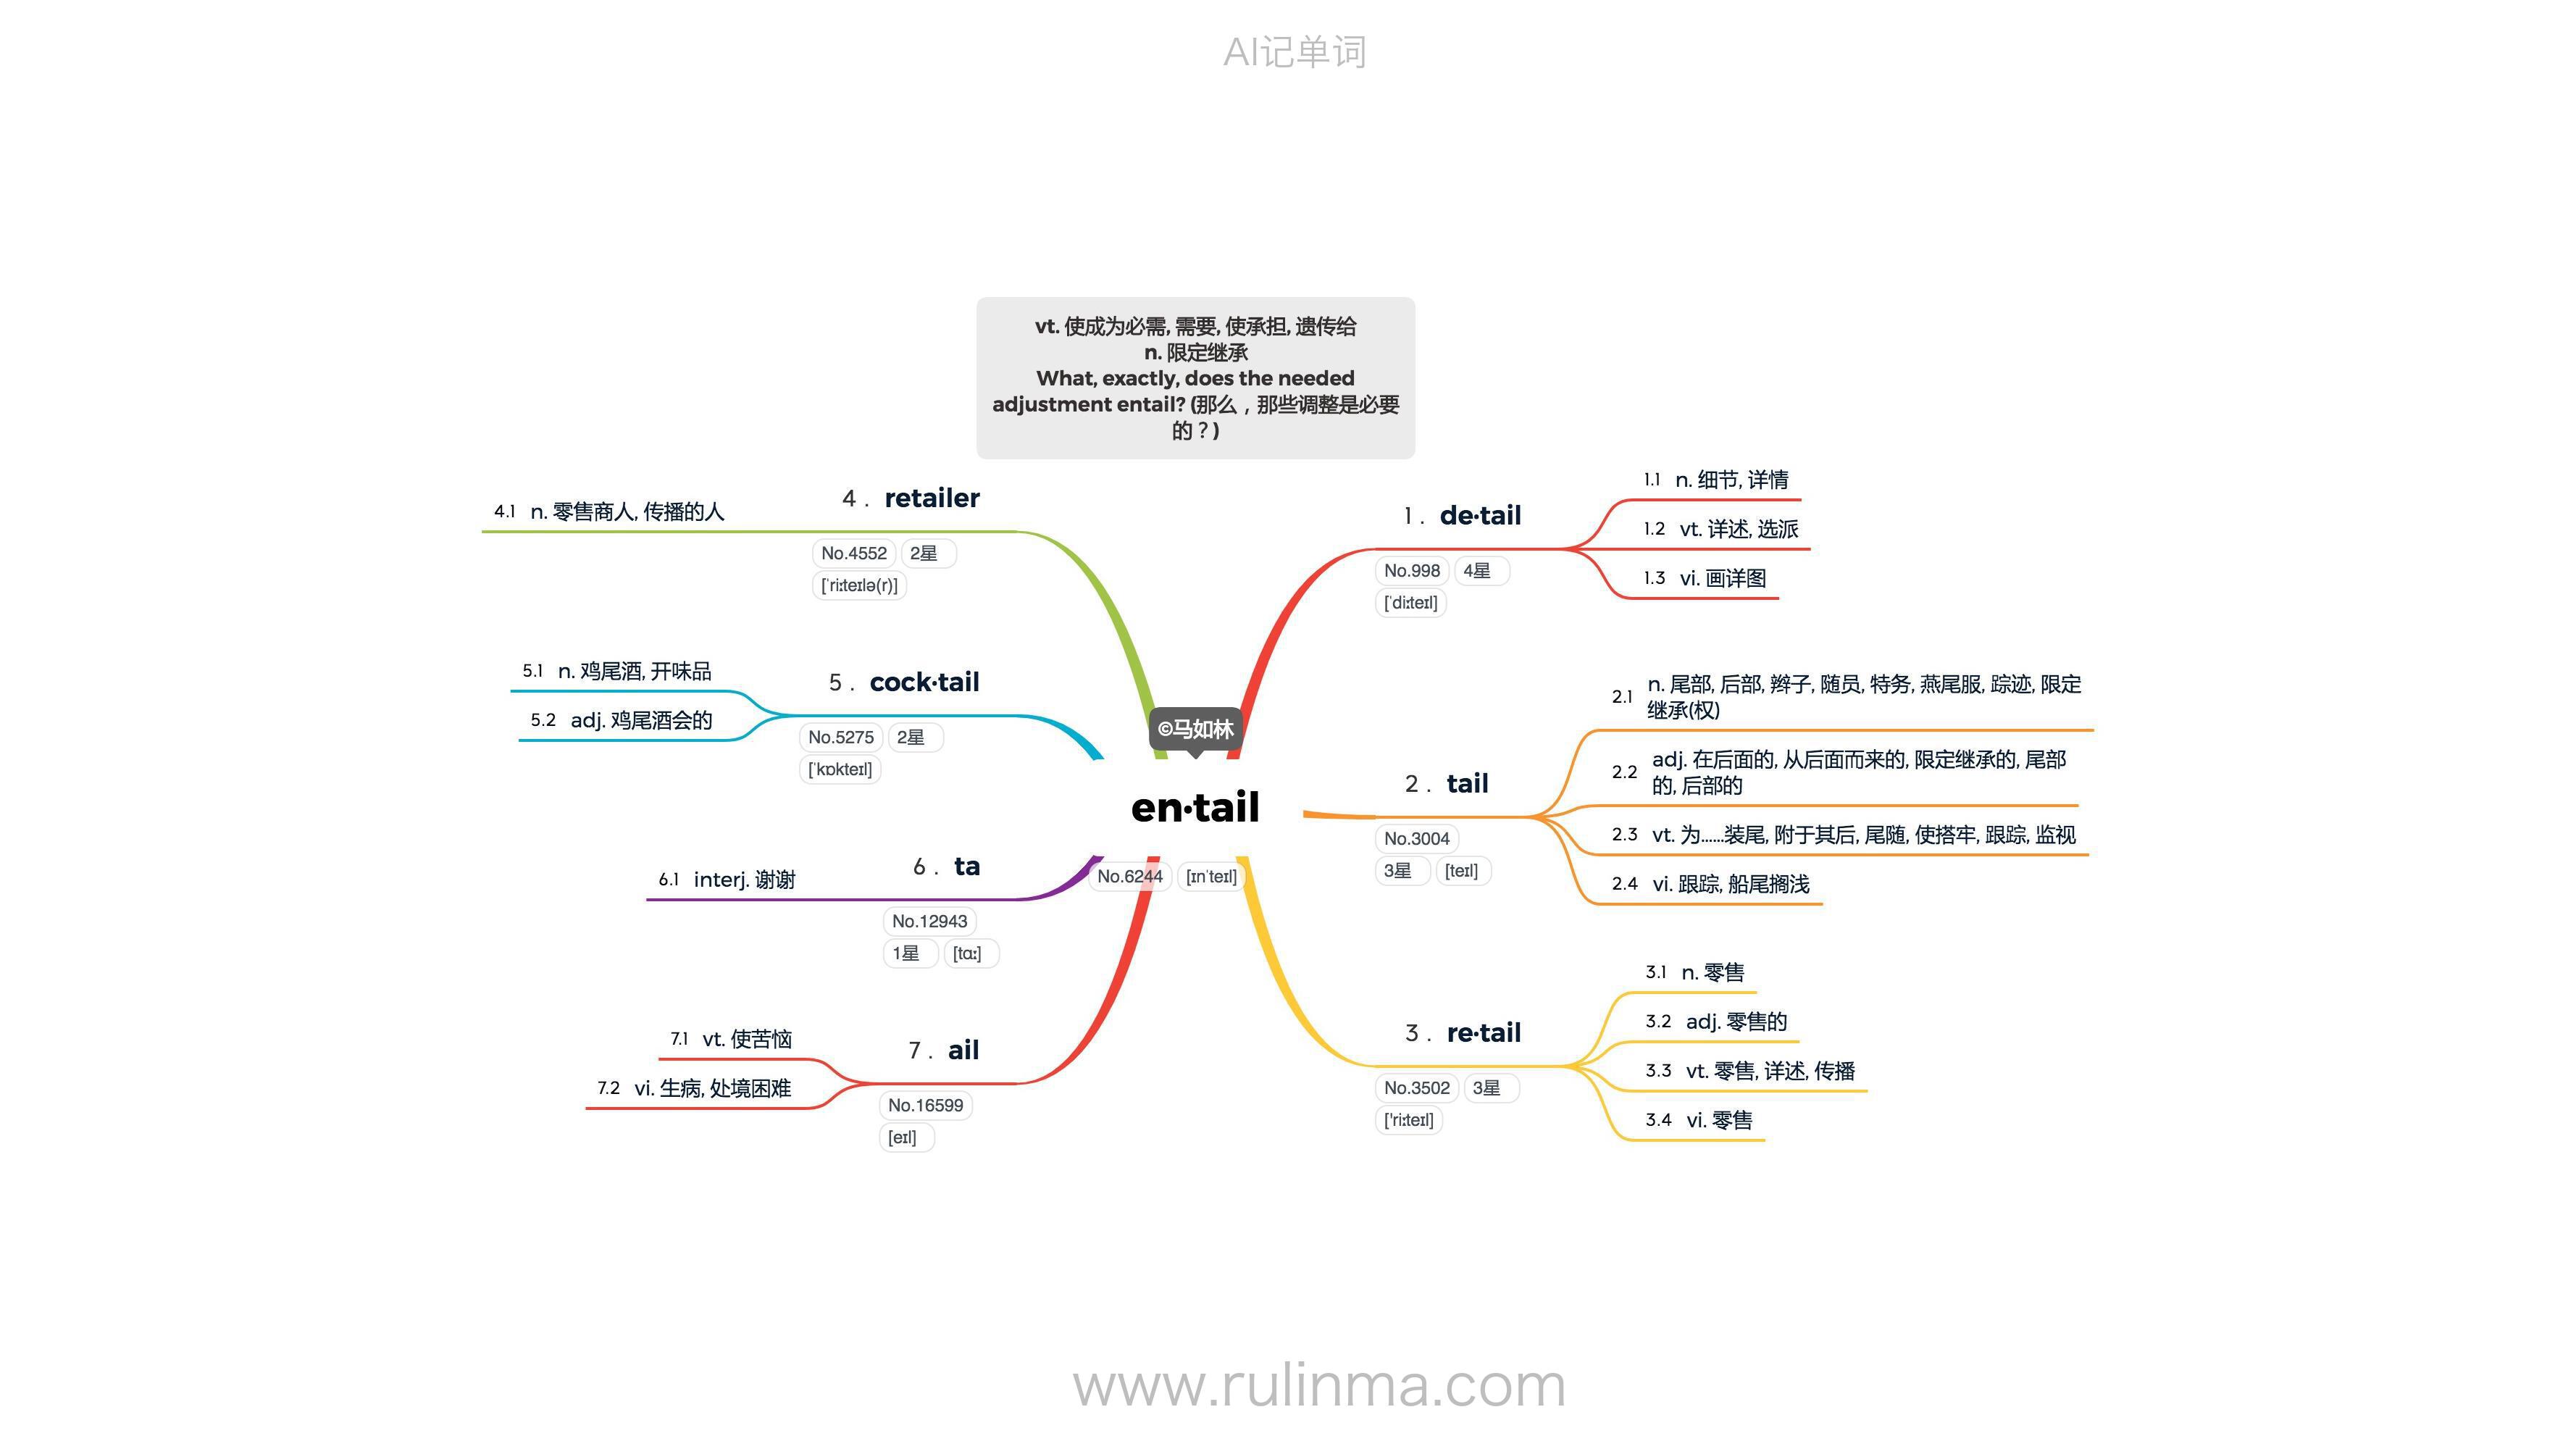 AI记单词
vt. 使成为必需, 需要, 使承担, 遗传给
n. 限定继承
What, exactly, does the needed
adjustment entail? (那么，那些调整是必要
的？)
©马如林
en·tail
No.6244 [ɪnˈteɪl]
1. de·tail
No.998 4星
[ˈdiːteɪl]
1.1 n. 细节, 详情
1.2 vt. 详述, 选派
1.3 vi. 画详图
2. tail
No.3004
3星 [teɪl]
2.1 n. 尾部, 后部, 辫子, 随员, 特务, 燕尾服, 踪迹, 限定
继承(权)
2.2 adj. 在后面的, 从后面而来的, 限定继承的, 尾部
的, 后部的
2.3 vt. 为……装尾, 附于其后, 尾随, 使搭牢, 跟踪, 监视
2.4 vi. 跟踪, 船尾搁浅
3. re·tail
No.3502 3星
['riːteɪl]
3.1 n. 零售
3.2 adj. 零售的
3.3 vt. 零售, 详述, 传播
3.4 vi. 零售
4. retailer
No.4552 2星
[ˈriːteɪlə(r)]
4.1 n. 零售商人, 传播的人
5. cock·tail
No.5275 2星
[ˈkɒkteɪl]
5.1 n. 鸡尾酒, 开味品
5.2 adj. 鸡尾酒会的
6. ta
No.12943
1星 [tɑː]
6.1 interj. 谢谢
7. ail
No.16599
[eɪl]
7.1 vt. 使苦恼
7.2 vi. 生病, 处境困难
www.rulinma.com